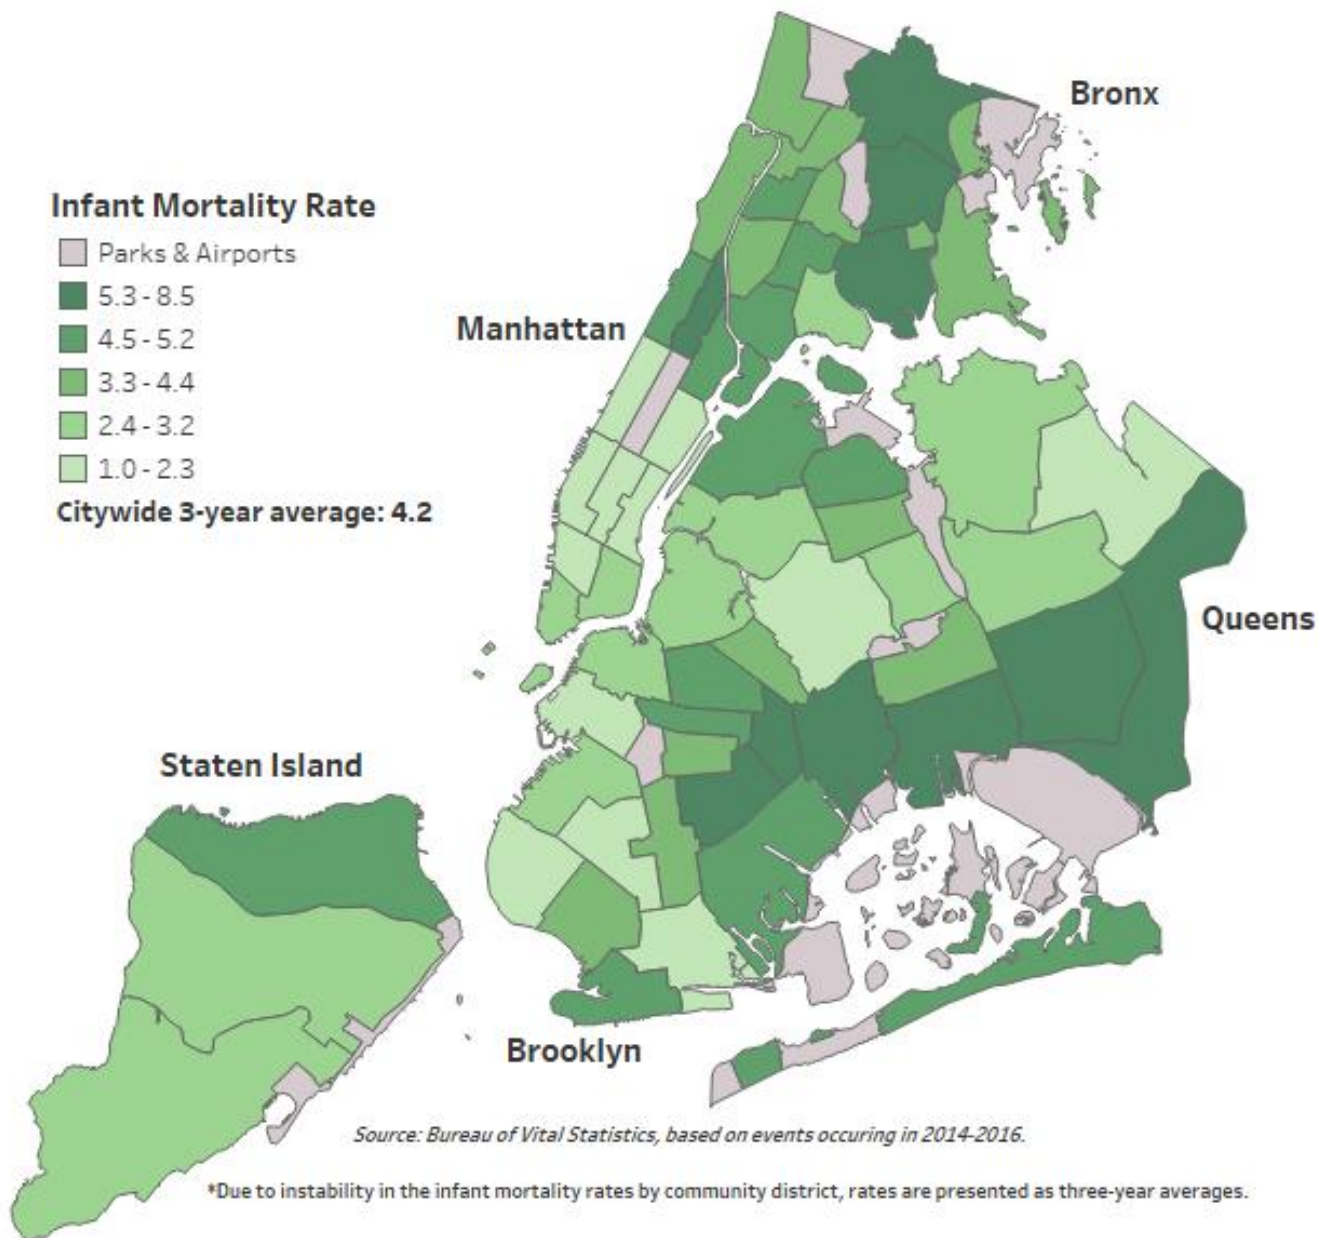 Bronx
Infant Mortality Rate
Parks & Airports
5.3 - 8.5
4.5 - 5.2
3.3 - 4.4
2.4 - 3.2
1.0 - 2.3
Citywide 3-year average: 4.2
Manhattan
Queens
Staten Island
Brooklyn
Source: Bureau of Vital Statistics, based on events occuring in 2014-2016.
*Due to instability in the infant mortality rates by community district, rates are presented as three-year averages.